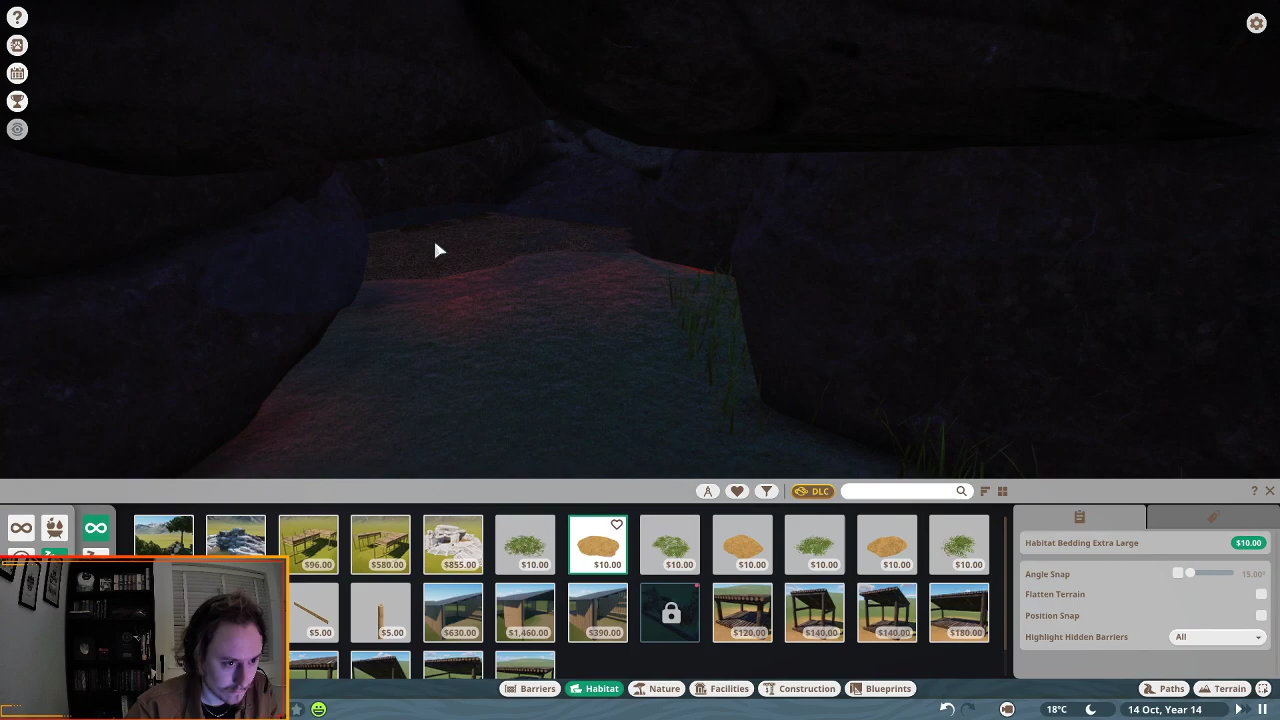 ?
DLC
? ×
$96.00 $580.00 $855.00 $10.00 $10.00 $10.00 $10.00 $10.00 $10.00 $10.00
$5.00 $5.00 $630.00 $1,460.00 $390.00 $120.00 $140.00 $140.00 $180.00
Habitat Bedding Extra Large $10.00
Angle Snap 15.00°
Flatten Terrain
Position Snap
Highlight Hidden Barriers All
Barriers Habitat Nature Facilities Construction Blueprints Paths Terrain
18°C 14 Oct, Year 14